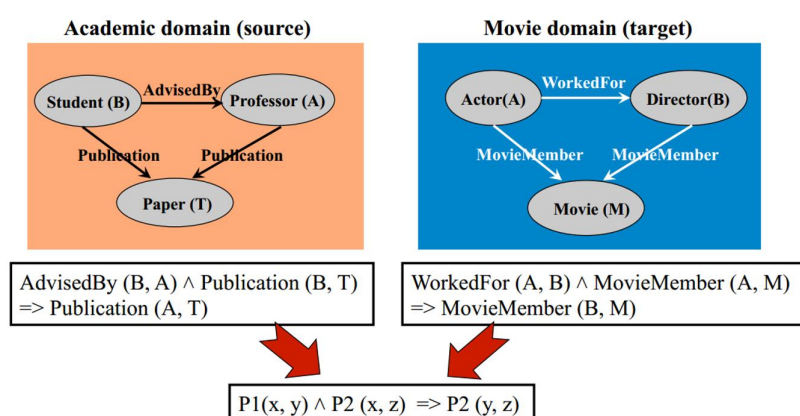 Academic domain (source)
Movie domain (target)
AdvisedBy
Student (B)
Professor (A)
Publication
Publication
Paper (T)
WorkedFor
Actor(A)
Director(B)
MovieMember
MovieMember
Movie (M)
AdvisedBy (B, A) ˄ Publication (B, T)
=> Publication (A, T)
WorkedFor (A, B) ˄ MovieMember (A, M)
=> MovieMember (B, M)
P1(x, y) ˄ P2 (x, z) => P2 (y, z)